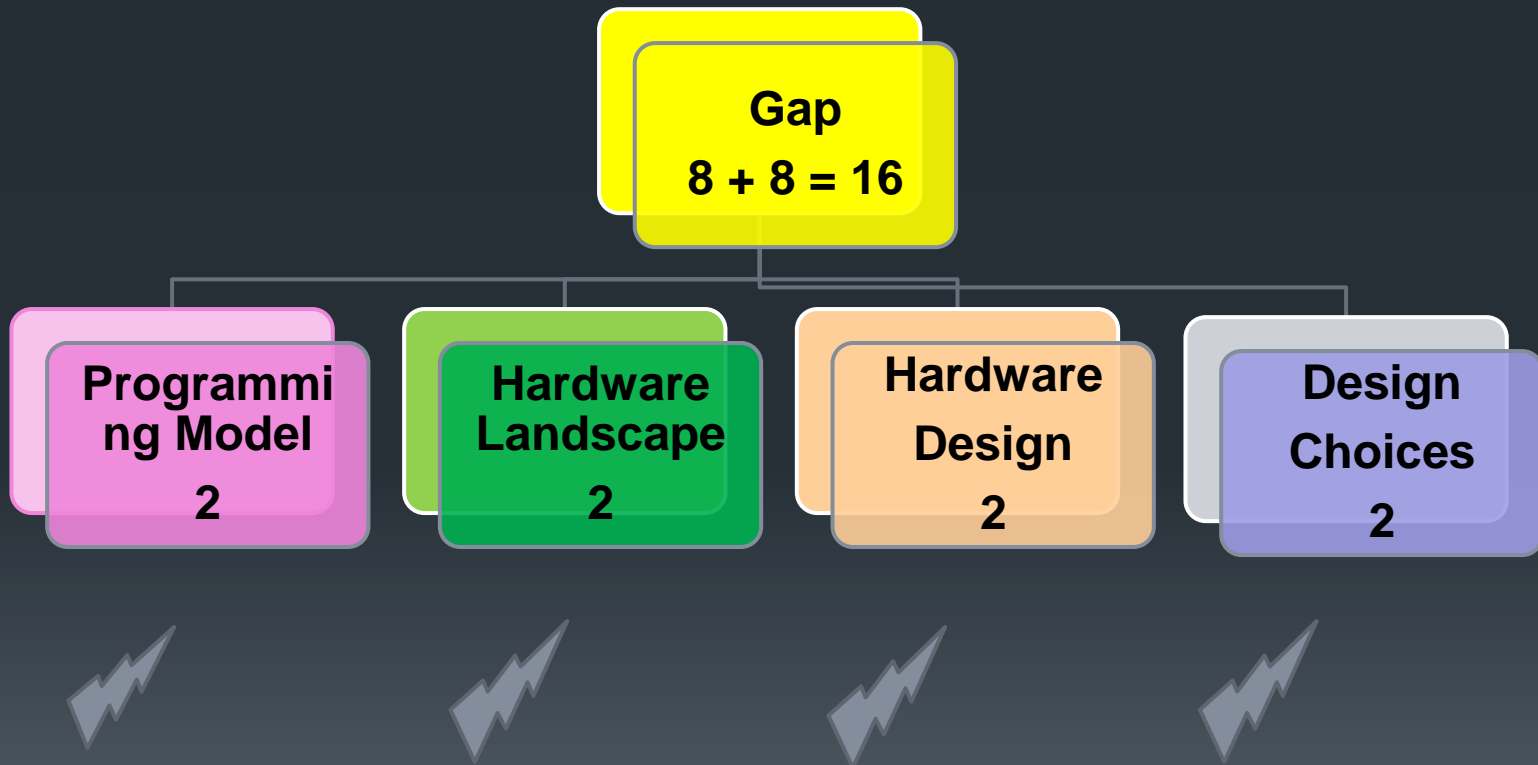 Gap
8 + 8 = 16
Programmi
ng Model
2
Hardware
Landscape
2
Hardware
Design
2
Design
Choices
2